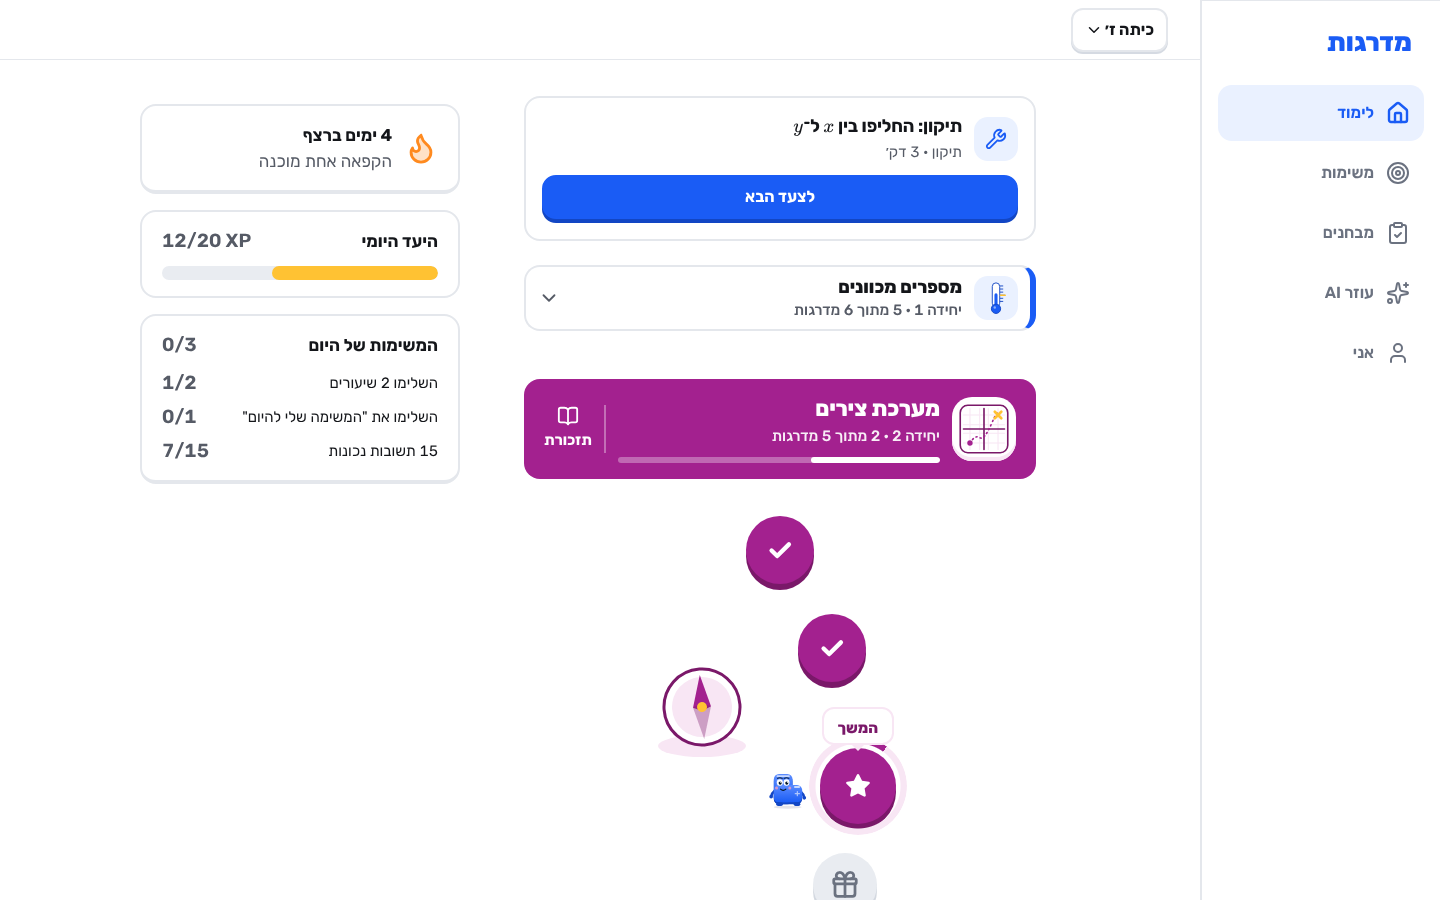 מדרגות
לימוד
משימות
מבחנים
עוזר AI
אני
כיתה ז׳
תיקון: החליפו בין x ל־y
תיקון • 3 דק׳
לצעד הבא
מספרים מכוונים
יחידה 1 • 5 מתוך 6 מדרגות
מערכת צירים
יחידה 2 • 2 מתוך 5 מדרגות
תזכורת
המשך
4 ימים ברצף
הקפאה אחת מוכנה
היעד היומי 12/20 XP
המשימות של היום 0/3
השלימו 2 שיעורים 1/2
השלימו את "המשימה שלי להיום" 0/1
15 תשובות נכונות 7/15